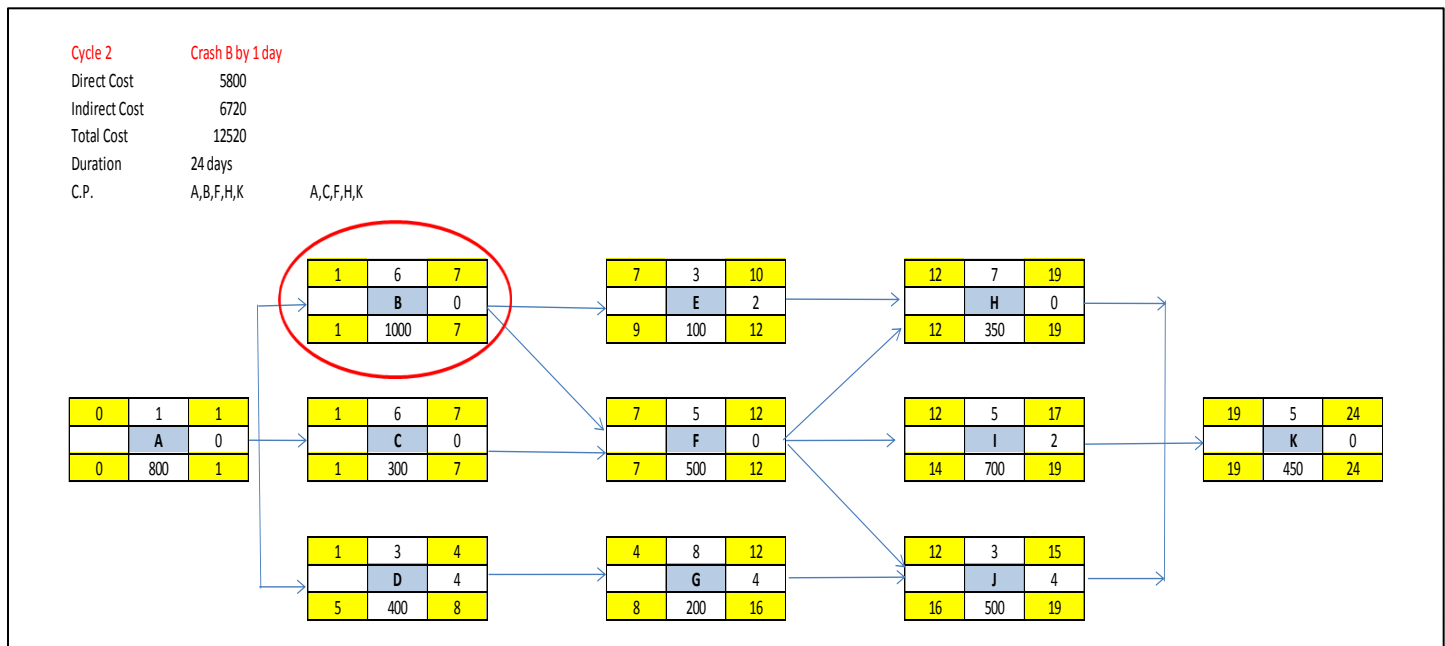 Cycle 2 Crash B by 1 day
Direct Cost 5800
Indirect Cost 6720
Total Cost 12520
Duration 24 days
C.P. A,B,F,H,K A,C,F,H,K
1 6 7 7 3 10 12 7 19
B 0 E 2 H 0
1 1000 7 9 100 12 12 350 19
0 1 1 1 6 7 7 5 12 12 5 17 19 5 24
A 0 C 0 F 0 I 2 K 0
0 800 1 1 300 7 7 500 12 14 700 19 19 450 24
1 3 4 4 8 12 12 3 15
D 4 G 4 J 4
5 400 8 8 200 16 16 500 19